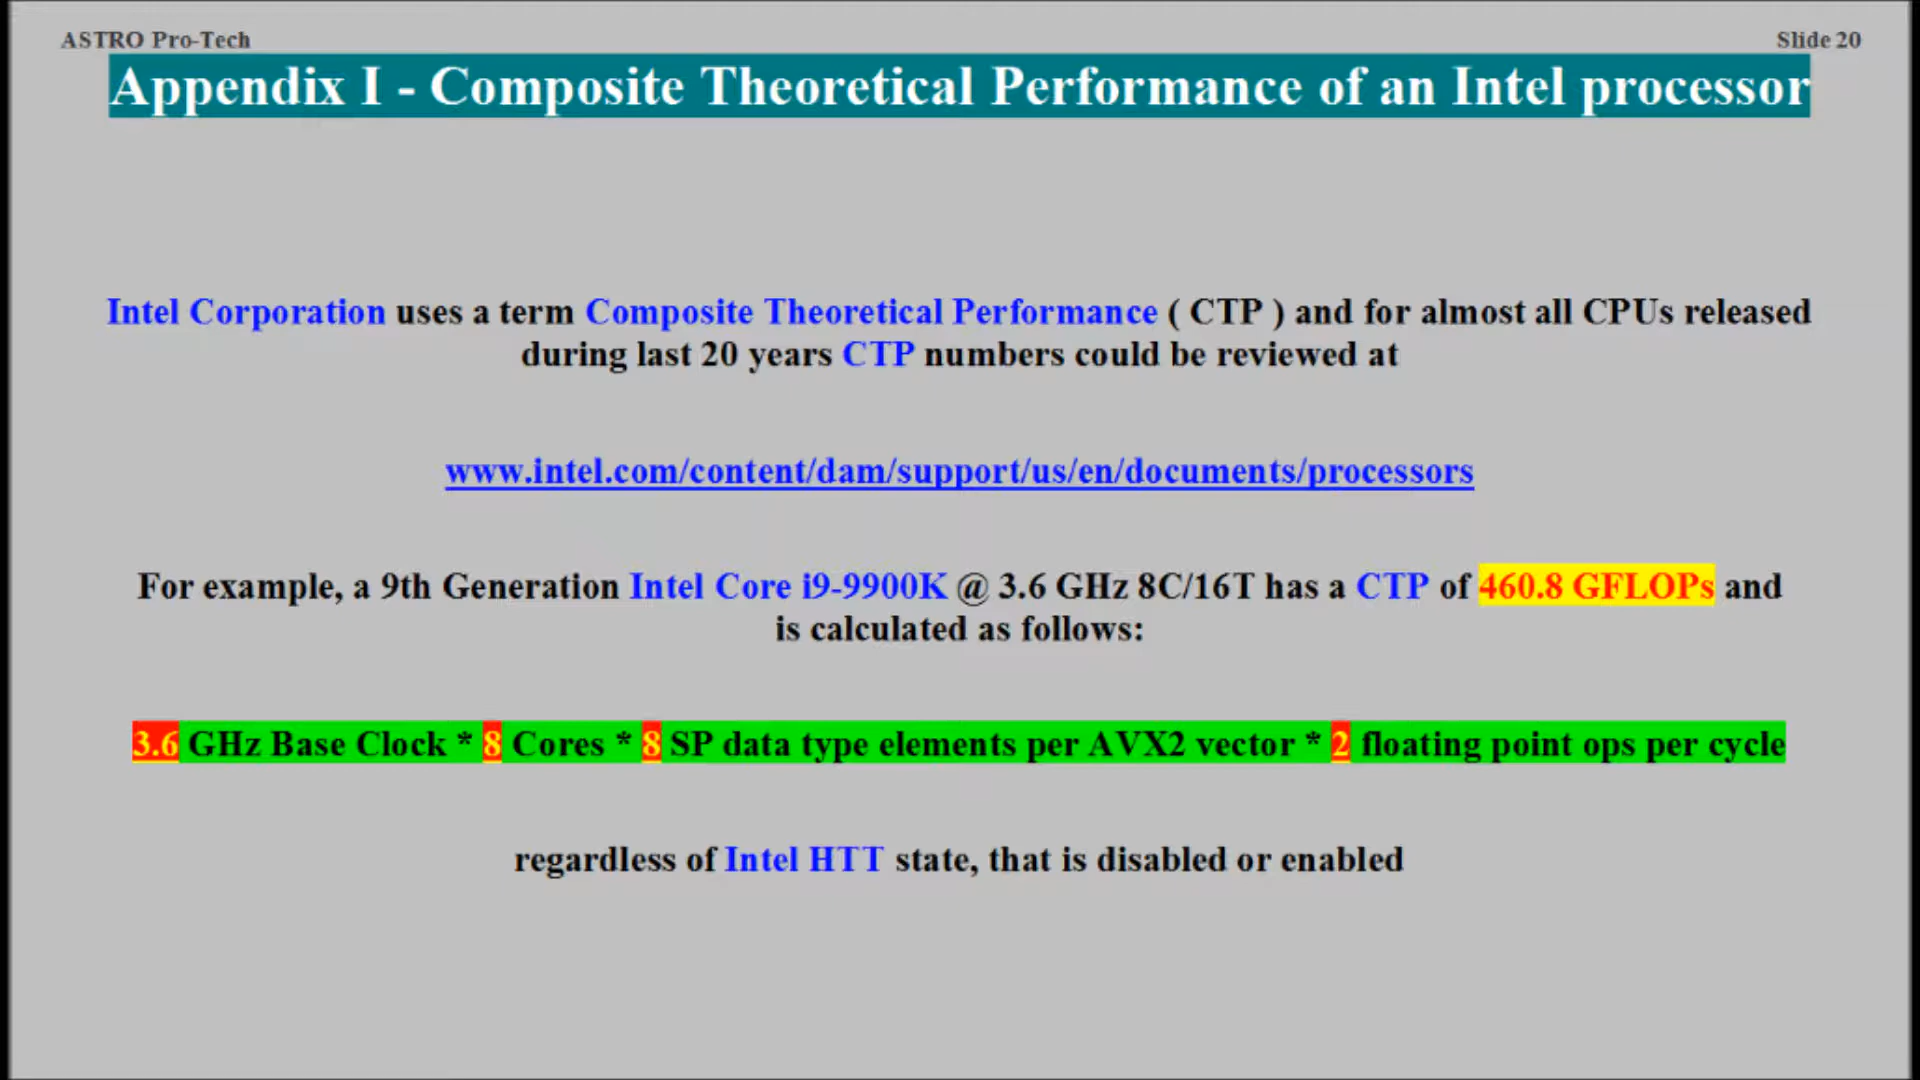 ASTRO Pro-Tech
Slide 20
Appendix I - Composite Theoretical Performance of an Intel processor
Intel Corporation uses a term Composite Theoretical Performance ( CTP ) and for almost all CPUs released
during last 20 years CTP numbers could be reviewed at
www.intel.com/content/dam/support/us/en/documents/processors
For example, a 9th Generation Intel Core i9-9900K @ 3.6 GHz 8C/16T has a CTP of 460.8 GFLOPs and
is calculated as follows:
3.6 GHz Base Clock * 8 Cores * 8 SP data type elements per AVX2 vector * 2 floating point ops per cycle
regardless of Intel HTT state, that is disabled or enabled